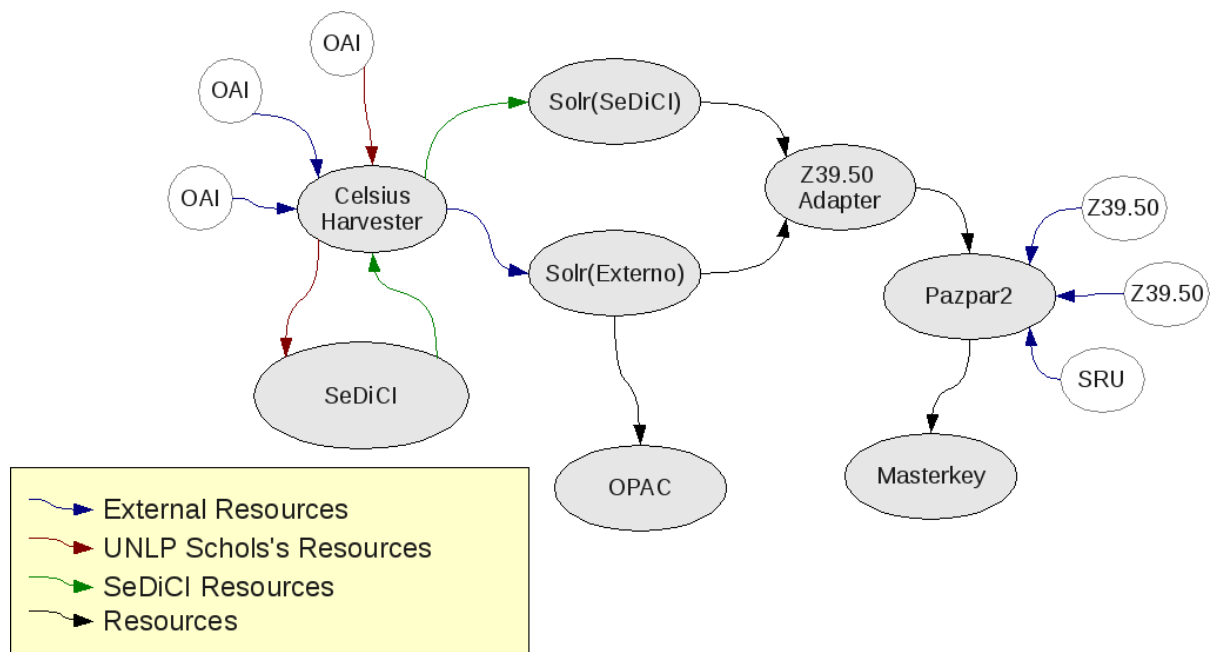 OAI
OAI
OAI
Solr(SeDiCI)
Z39.50
Adapter
Celsius
Harvester
Z39.50
Solr(Externo)
Pazpar2
Z39.50
SeDiCI
SRU
OPAC
Masterkey
External Resources
UNLP Schols's Resources
SeDiCI Resources
Resources